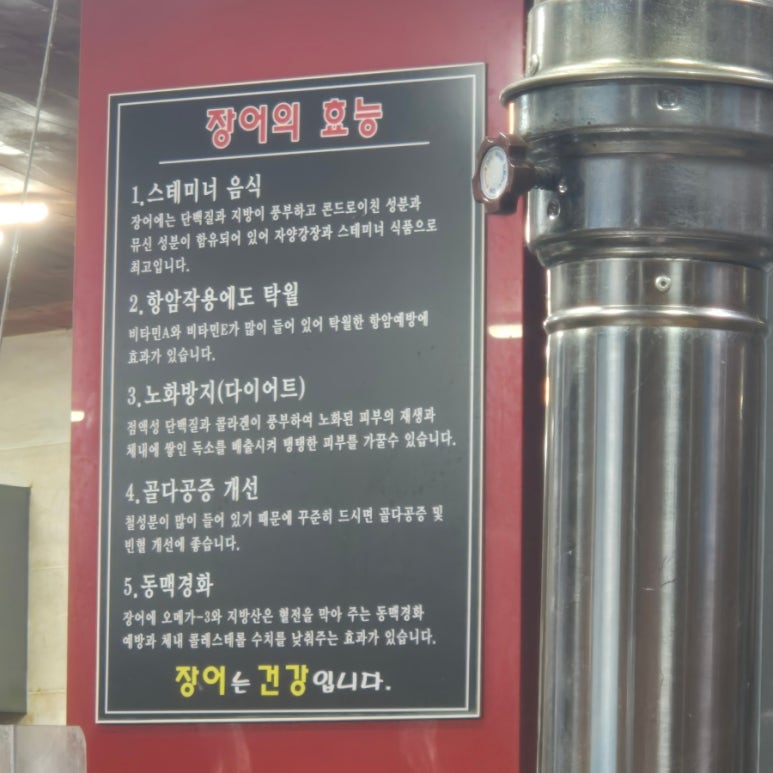 장어의 효능
1.스테미너 음식
장어에는 단백질과 지방이 풍부하고 콘드로이친 성분과
뮤신 성분이 함유되어 있어 자양강장과 스테미너 식품으로
최고입니다.
2.항암작용에도 탁월
비타민A와 비타민E가 많이 들어 있어 탁월한 항암예방에
효과가 있습니다.
3.노화방지(다이어트)
점액성 단백질과 콜라겐이 풍부하여 노화된 피부의 재생과
체내에 쌓인 독소를 배출시켜 탱탱한 피부를 가꿀수 있습니다.
4.골다공증 개선
철성분이 많이 들어 있기 때문에 꾸준히 드시면 골다공증 및
빈혈 개선에 좋습니다.
5.동맥경화
장어에 오메가-3와 지방산은 혈전을 막아 주는 동맥경화
예방과 체내 콜레스테롤 수치를 낮춰주는 효과가 있습니다.
장어는 건강입니다.